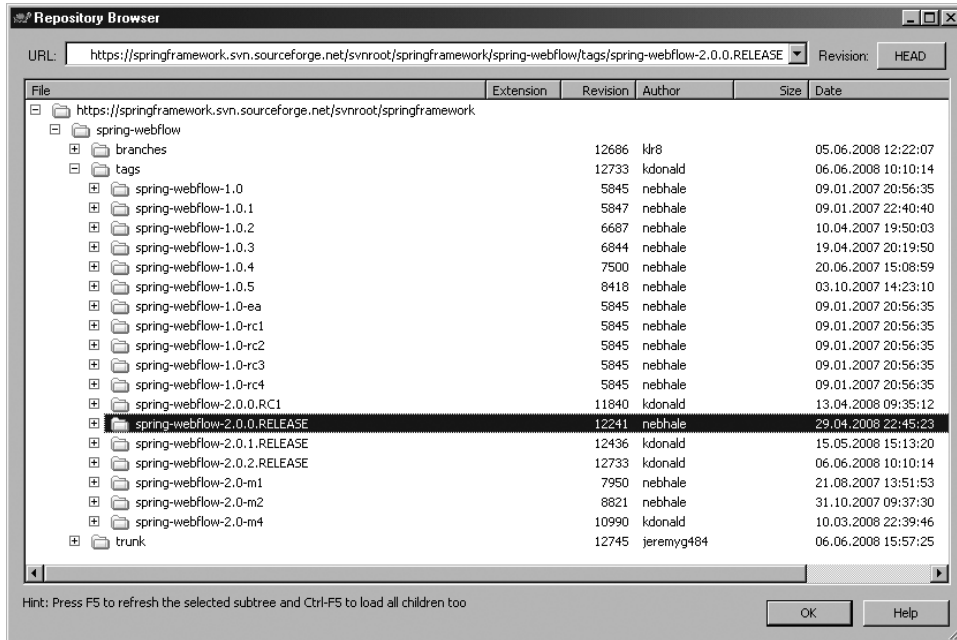 Repository Browser
URL: https://springframework.svn.sourceforge.net/svnroot/springframework/spring-webflow/tags/spring-webflow-2.0.0.RELEASE Revision: HEAD
File Extension Revision Author Size Date
https://springframework.svn.sourceforge.net/svnroot/springframework
spring-webflow
branches 12686 klr8 05.06.2008 12:22:07
tags 12733 kdonald 06.06.2008 10:10:14
spring-webflow-1.0 5845 nebhale 09.01.2007 20:56:35
spring-webflow-1.0.1 5847 nebhale 09.01.2007 22:40:40
spring-webflow-1.0.2 6687 nebhale 10.04.2007 19:50:03
spring-webflow-1.0.3 6844 nebhale 19.04.2007 20:19:50
spring-webflow-1.0.4 7500 nebhale 20.06.2007 15:08:59
spring-webflow-1.0.5 8418 nebhale 03.10.2007 14:23:10
spring-webflow-1.0-ea 5845 nebhale 09.01.2007 20:56:35
spring-webflow-1.0-rc1 5845 nebhale 09.01.2007 20:56:35
spring-webflow-1.0-rc2 5845 nebhale 09.01.2007 20:56:35
spring-webflow-1.0-rc3 5845 nebhale 09.01.2007 20:56:35
spring-webflow-1.0-rc4 5845 nebhale 09.01.2007 20:56:35
spring-webflow-2.0.0.RC1 11840 kdonald 13.04.2008 09:35:12
spring-webflow-2.0.0.RELEASE 12241 nebhale 29.04.2008 22:45:23
spring-webflow-2.0.1.RELEASE 12436 kdonald 15.05.2008 15:13:20
spring-webflow-2.0.2.RELEASE 12733 kdonald 06.06.2008 10:10:14
spring-webflow-2.0-m1 7950 nebhale 21.08.2007 13:51:53
spring-webflow-2.0-m2 8821 nebhale 31.10.2007 09:37:30
spring-webflow-2.0-m4 10990 kdonald 10.03.2008 22:39:46
trunk 12745 jeremyg484 06.06.2008 15:57:25
Hint: Press F5 to refresh the selected subtree and Ctrl-F5 to load all children too
OK Help